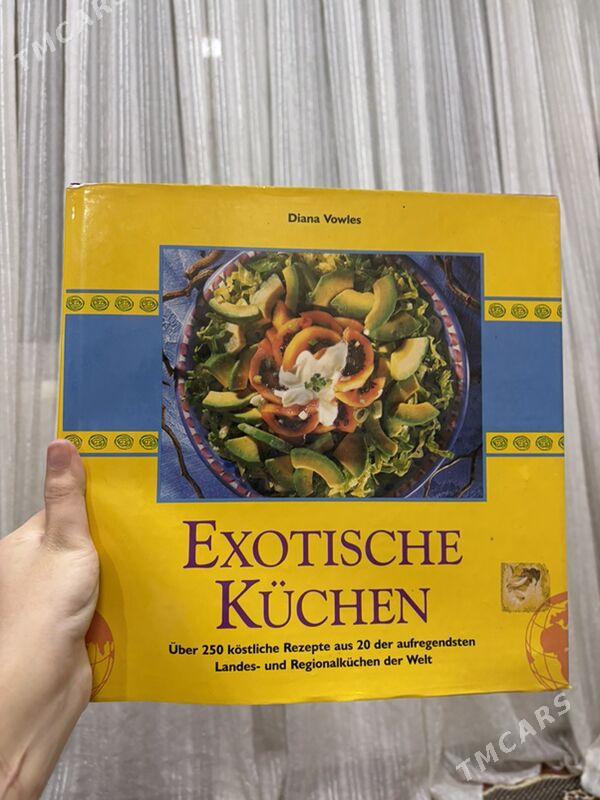 TMCARS
Diana Vowles
EXOTISCHE
KÜCHEN
Über 250 köstliche Rezepte aus 20 der aufregendsten
Landes- und Regionalküchen der Welt
TMCARS